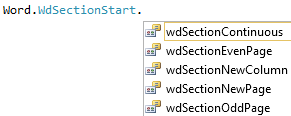 Word.WdSectionStart.
wdSectionContinuous
wdSectionEvenPage
wdSectionNewColumn
wdSectionNewPage
wdSectionOddPage